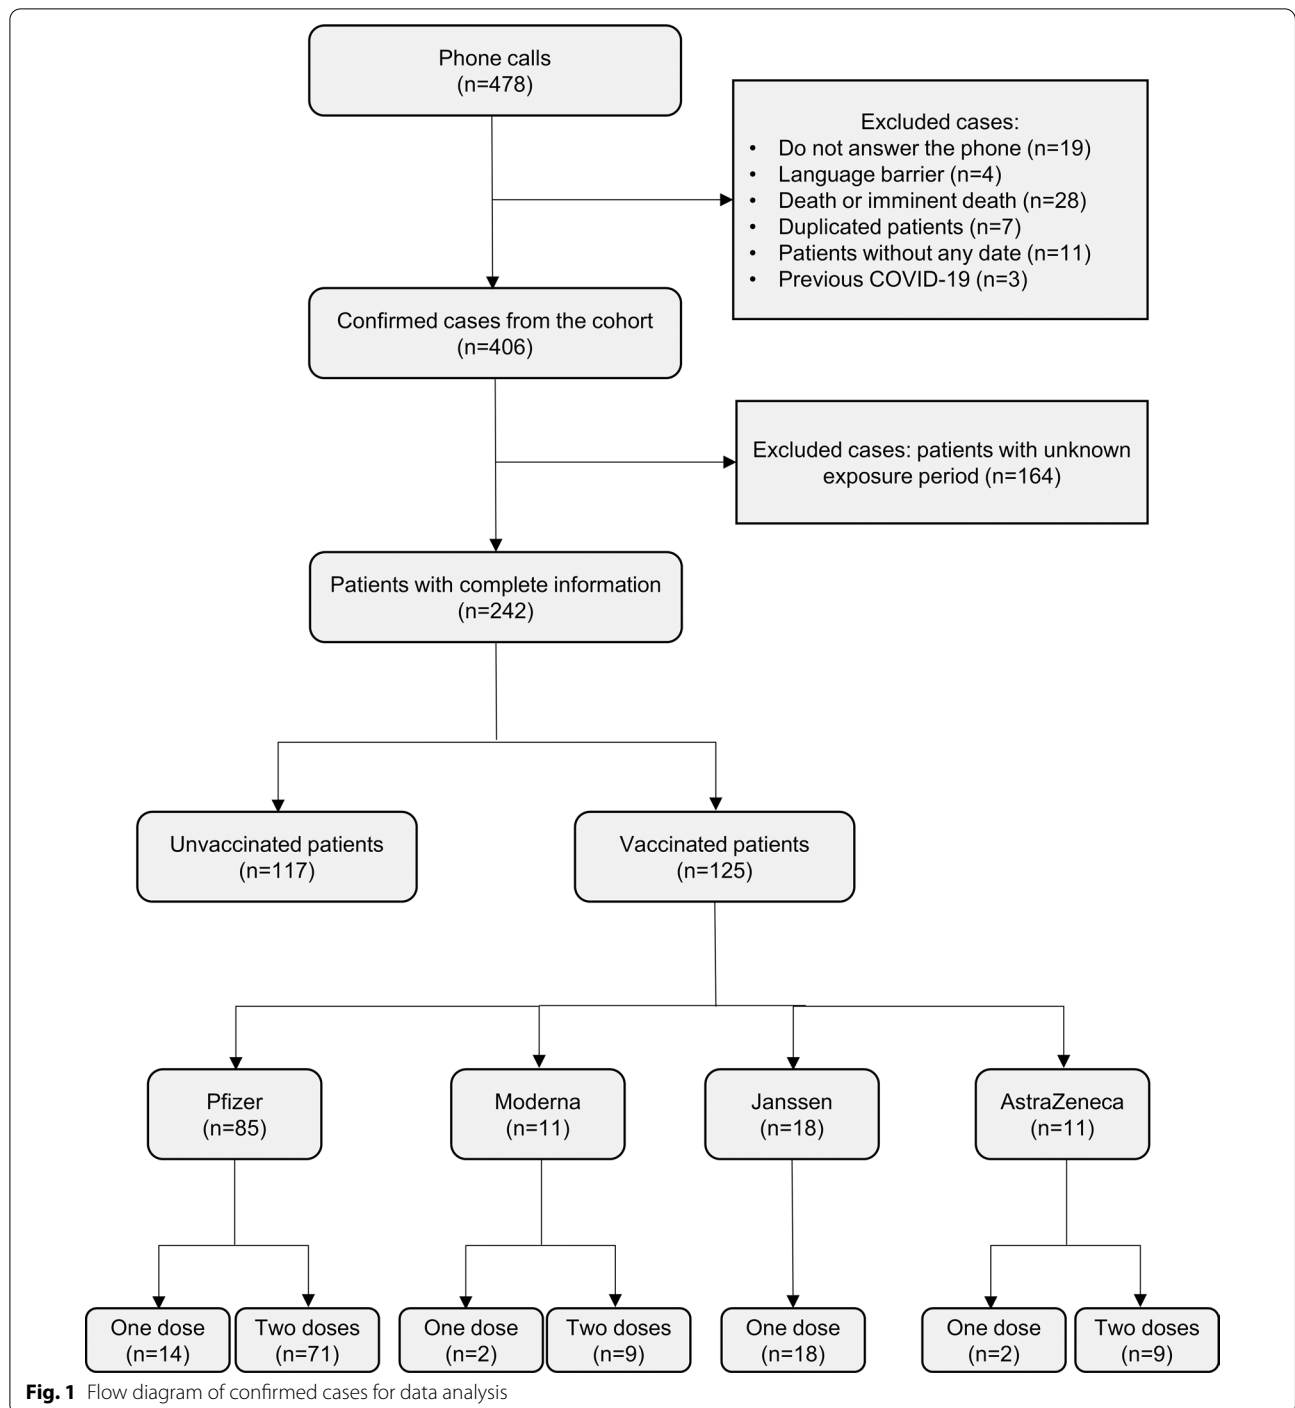 Phone calls
(n=478)
Excluded cases:
• Do not answer the phone (n=19)
• Language barrier (n=4)
• Death or imminent death (n=28)
• Duplicated patients (n=7)
• Patients without any date (n=11)
• Previous COVID-19 (n=3)
Confirmed cases from the cohort
(n=406)
Excluded cases: patients with unknown
exposure period (n=164)
Patients with complete information
(n=242)
Unvaccinated patients
(n=117)
Vaccinated patients
(n=125)
Pfizer
(n=85)
Moderna
(n=11)
Janssen
(n=18)
AstraZeneca
(n=11)
One dose
(n=14)
Two doses
(n=71)
One dose
(n=2)
Two doses
(n=9)
One dose
(n=18)
One dose
(n=2)
Two doses
(n=9)
Fig. 1 Flow diagram of confirmed cases for data analysis